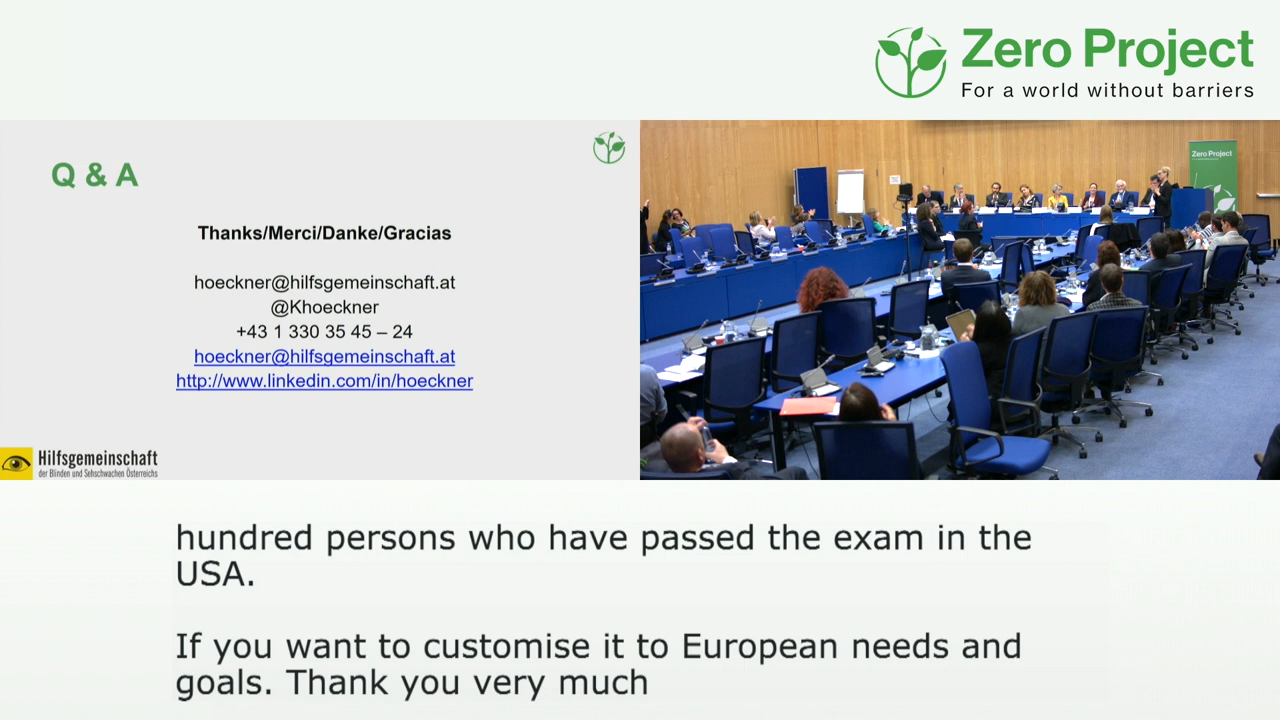 Zero Project
For a world without barriers
Q & A
Thanks/Merci/Danke/Gracias
hoeckner@hilfsgemeinschaft.at
@Khoeckner
+43 1 330 35 45 – 24
hoeckner@hilfsgemeinschaft.at
http://www.linkedin.com/in/hoeckner
Hilfsgemeinschaft
der Blinden und Sehschwachen Österreichs
Zero Project
hundred persons who have passed the exam in the
USA.
If you want to customise it to European needs and
goals. Thank you very much